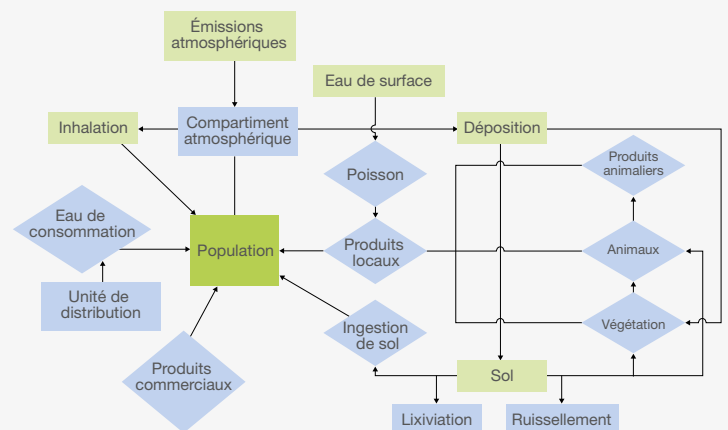 Émissions
atmosphériques
Eau de surface
Inhalation
Compartiment
atmosphérique
Déposition
Produits
animaliers
Poisson
Eau de
consommation
Population
Produits
locaux
Animaux
Unité de
distribution
Ingestion
de sol
Végétation
Produits
commerciaux
Sol
Lixiviation
Ruissellement